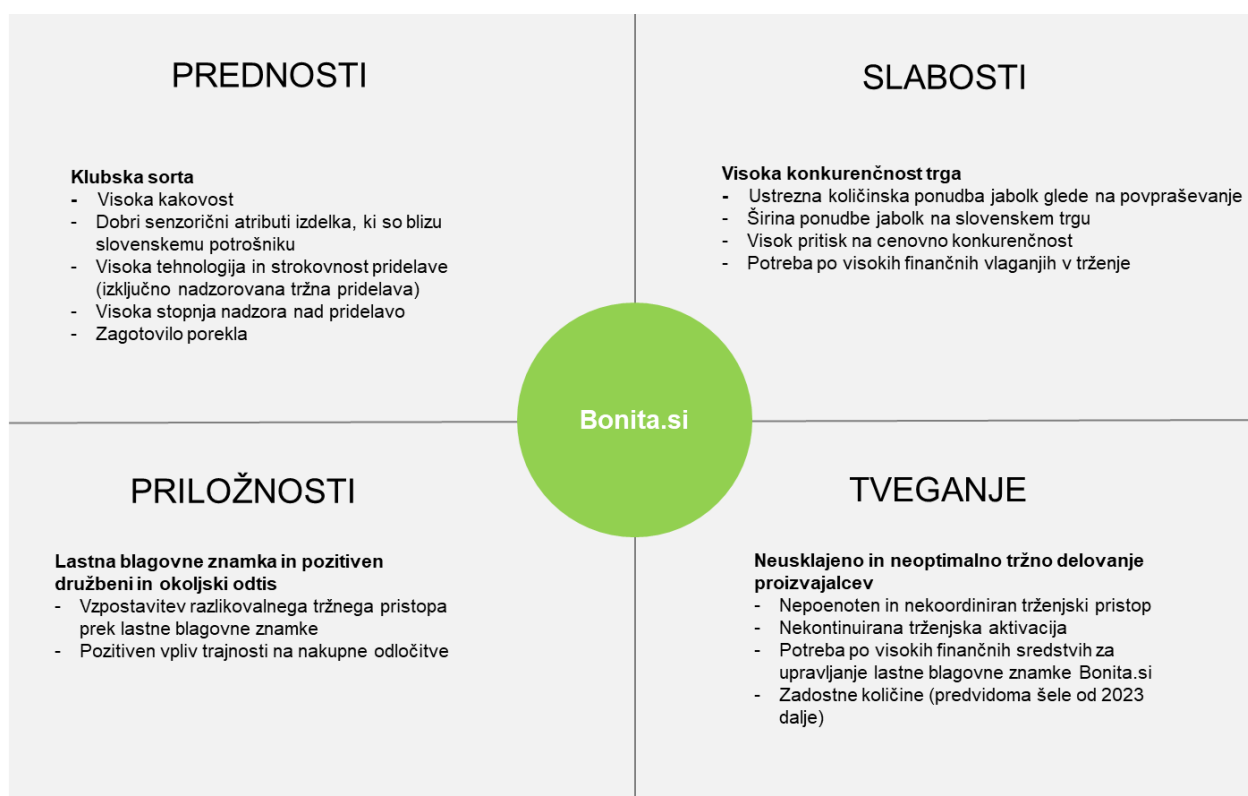 PREDNOSTI
Klubska sorta
- Visoka kakovost
- Dobri senzorični atributi izdelka, ki so blizu
slovenskemu potrošniku
- Visoka tehnologija in strokovnost pridelave
(izključno nadzorovana tržna pridelava)
- Visoka stopnja nadzora nad pridelavo
- Zagotovilo porekla
SLABOSTI
Visoka konkurenčnost trga
- Ustrezna količinska ponudba jabolk glede na povpraševanje
- Širina ponudbe jabolk na slovenskem trgu
- Visok pritisk na cenovno konkurenčnost
- Potreba po visokih finančnih vlaganjih v trženje
Bonita.si
PRILOŽNOSTI
Lastna blagovne znamka in pozitiven
družbeni in okoljski odtis
- Vzpostavitev razlikovalnega tržnega pristopa
prek lastne blagovne znamke
- Pozitiven vpliv trajnosti na nakupne odločitve
TVEGANJE
Neusklajeno in neoptimalno tržno delovanje
proizvajalcev
- Nepoenoten in nekoordiniran trženjski pristop
- Nekontinuirana trženjska aktivacija
- Potreba po visokih finančnih sredstvih za
upravljanje lastne blagovne znamke Bonita.si
- Zadostne količine (predvidoma šele od 2023
dalje)